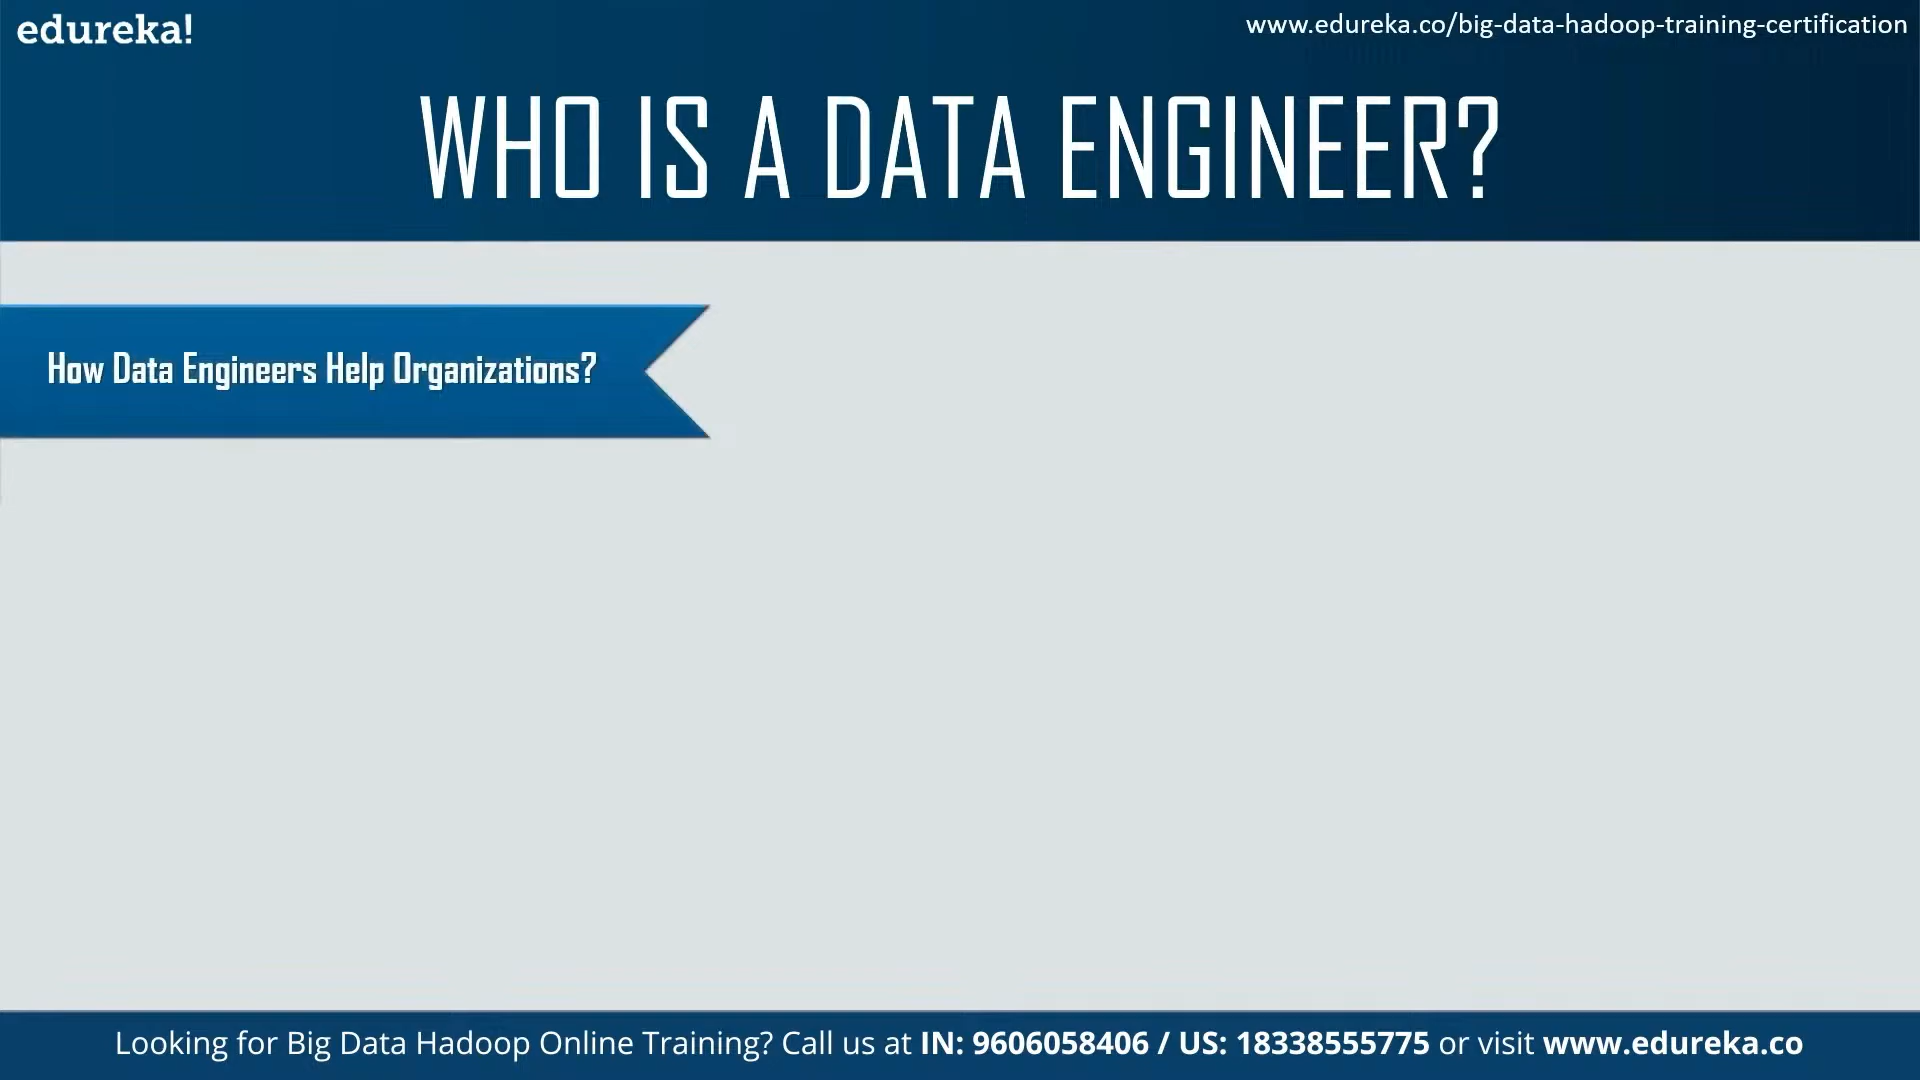 edureka!
www.edureka.co/big-data-hadoop-training-certification
WHO IS A DATA ENGINEER?
How Data Engineers Help Organizations?
Looking for Big Data Hadoop Online Training? Call us at IN: 9606058406 / US: 18338555775 or visit www.edureka.co